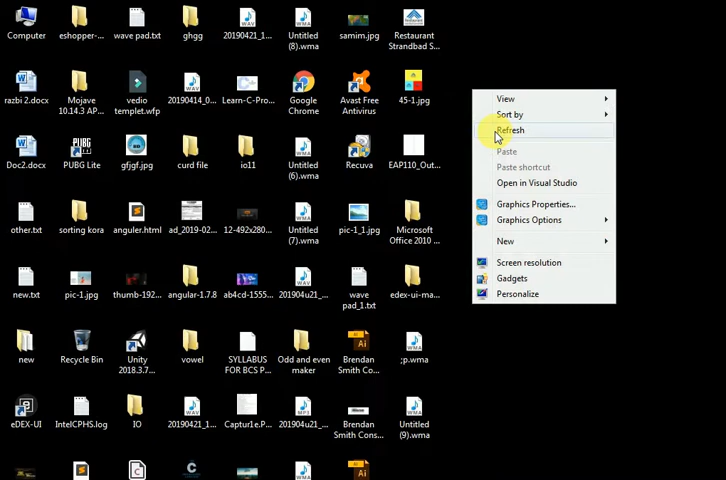 Computer
eshopper-...
wave pad.txt
ghgg
20190421_1...
Untitled
(8).wma
samim.jpg
Restaurant
Strandbad S...
razbi 2.docx
Mojave
10.14.3 AP...
vedio
templet.wfp
20190414_0...
Learn-C-Pro...
Google
Chrome
Avast Free
Antivirus
45-1.jpg
Doc2.docx
PUBG Lite
gfjgf.jpg
curd file
io11
Untitled
(6).wma
Recuva
EAP110_Out...
other.txt
sorting kora
anguler.html
ad_2019-02...
12-492x280...
Untitled
(7).wma
pic-1_1.jpg
Microsoft
Office 2010 ...
new.txt
pic-1.jpg
thumb-192...
angular-1.7.8
ab4cd-1555...
201904u21_...
wave
pad_1.txt
edex-ui-ma...
new
Recycle Bin
Unity
2018.3.7...
vowel
SYLLABUS
FOR BCS P...
Odd and even
maker
Brendan
Smith Co...
;p.wma
eDEX-UI
IntelCPHS.log
IO
20190421_1...
Captur1e.P...
201904u21_...
Brendan
Smith Cons...
Untitled
(9).wma
View
Sort by
Refresh
Paste
Paste shortcut
Open in Visual Studio
Graphics Properties...
Graphics Options
New
Screen resolution
Gadgets
Personalize